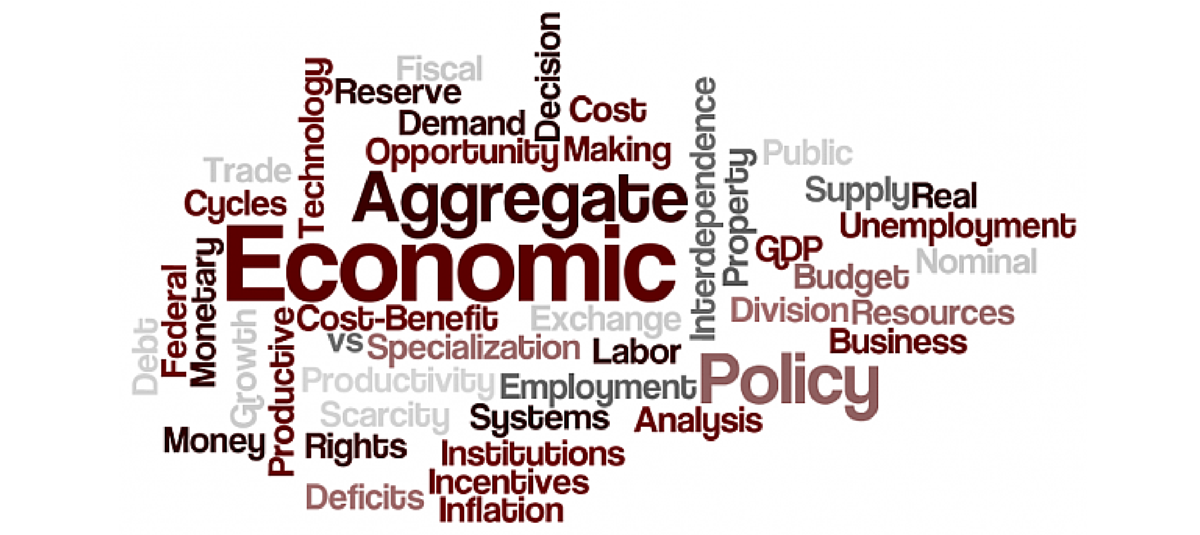 Decision
Fiscal
Technology
Reserve
Cost
Demand
Opportunity
Making
Interdependence
Property
Public
Trade
Aggregate
Supply
Real
Cycles
Unemployment
Economic
GDP
Nominal
Monetary
Federal
Budget
Division
Resources
Cost-Benefit
Exchange
Debt
Growth
Productive
vs
Specialization
Labor
Business
Policy
Productivity
Employment
Scarcity
Systems
Analysis
Money
Rights
Institutions
Incentives
Deficits
Inflation